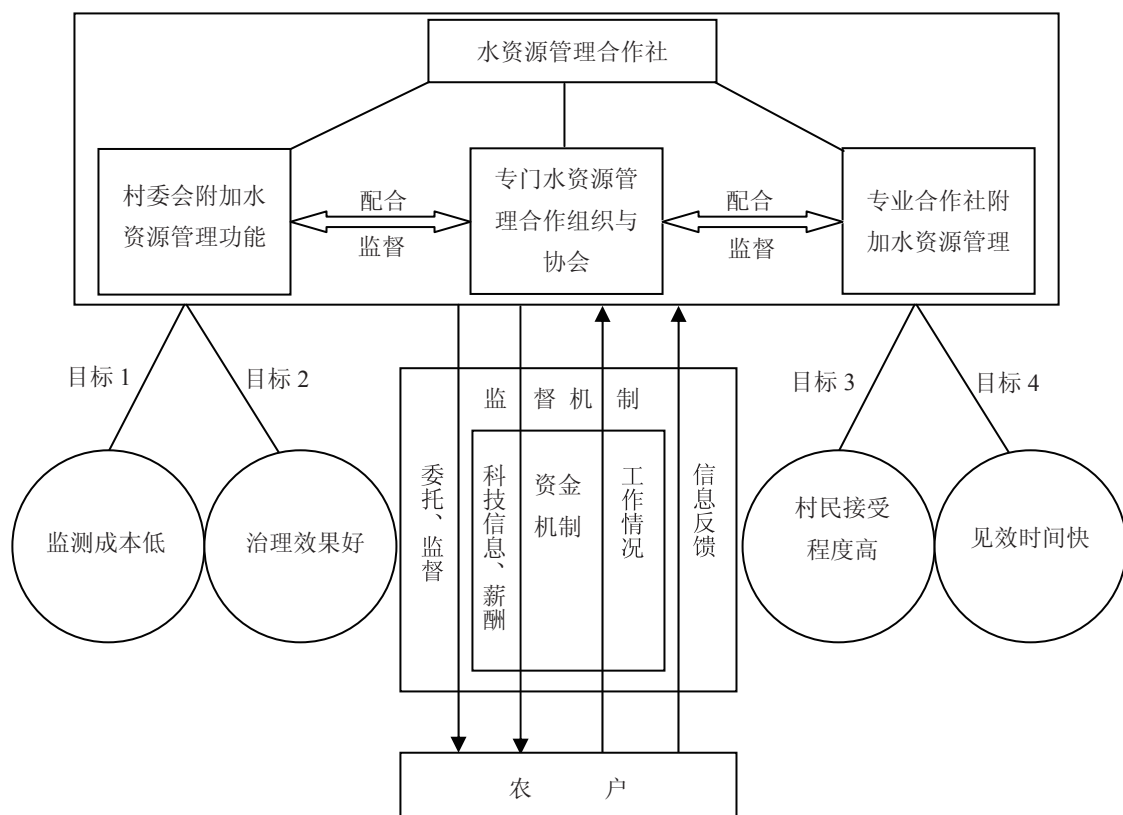 水资源管理合作社
村委会附加水
资源管理功能
配合
监督
专门水资源管
理合作组织与
协会
配合
监督
专业合作社附
加水资源管理
目标 1
目标 2
目标 3
目标 4
监督机制
委托、监督
科技信息、薪酬
资金
机制
工作情况
信息反馈
监测成本低
治理效果好
村民接受
程度高
见效时间快
农户